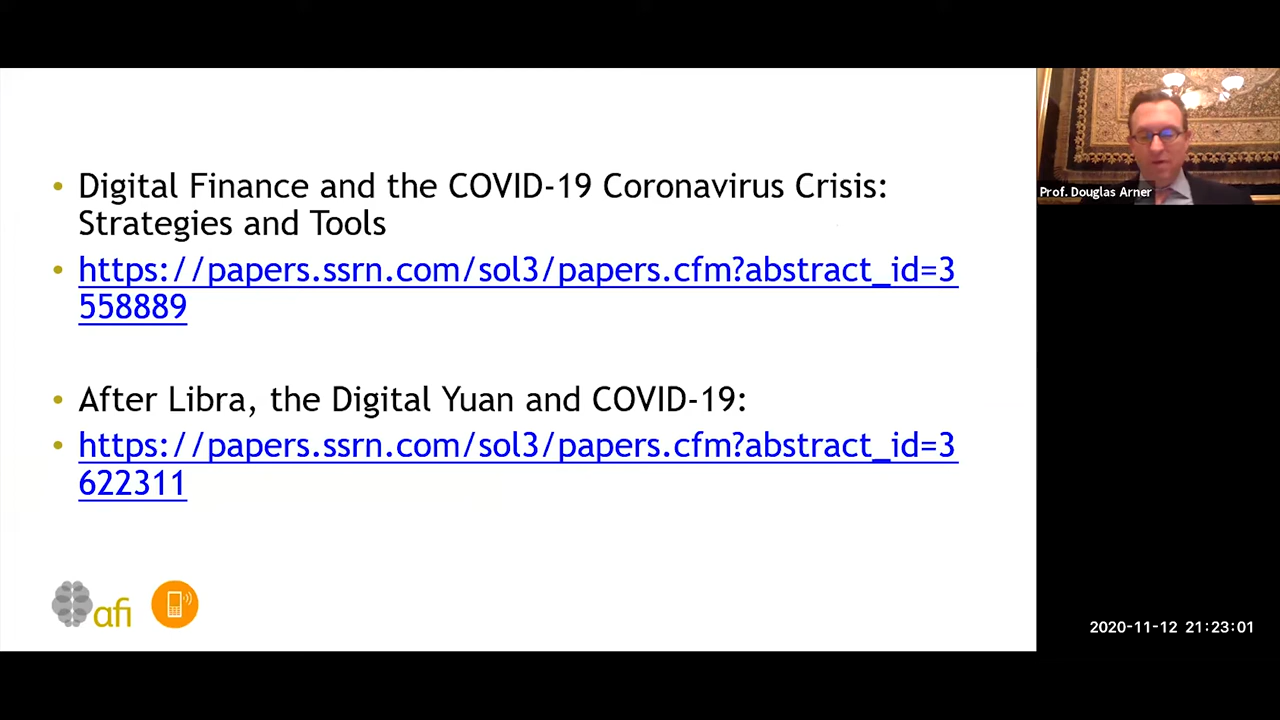 • Digital Finance and the COVID-19 Coronavirus Crisis:
Strategies and Tools
• https://papers.ssrn.com/sol3/papers.cfm?abstract_id=3
558889
• After Libra, the Digital Yuan and COVID-19:
• https://papers.ssrn.com/sol3/papers.cfm?abstract_id=3
622311
afi
Prof. Douglas Arner
2020-11-12 21:23:01